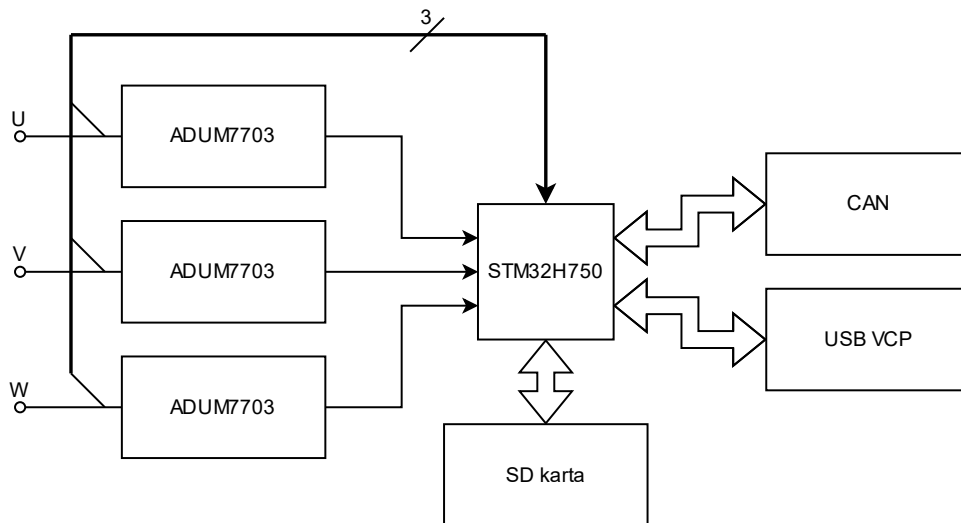 3
U
ADUM7703
V
ADUM7703
W
ADUM7703
STM32H750
CAN
USB VCP
SD karta